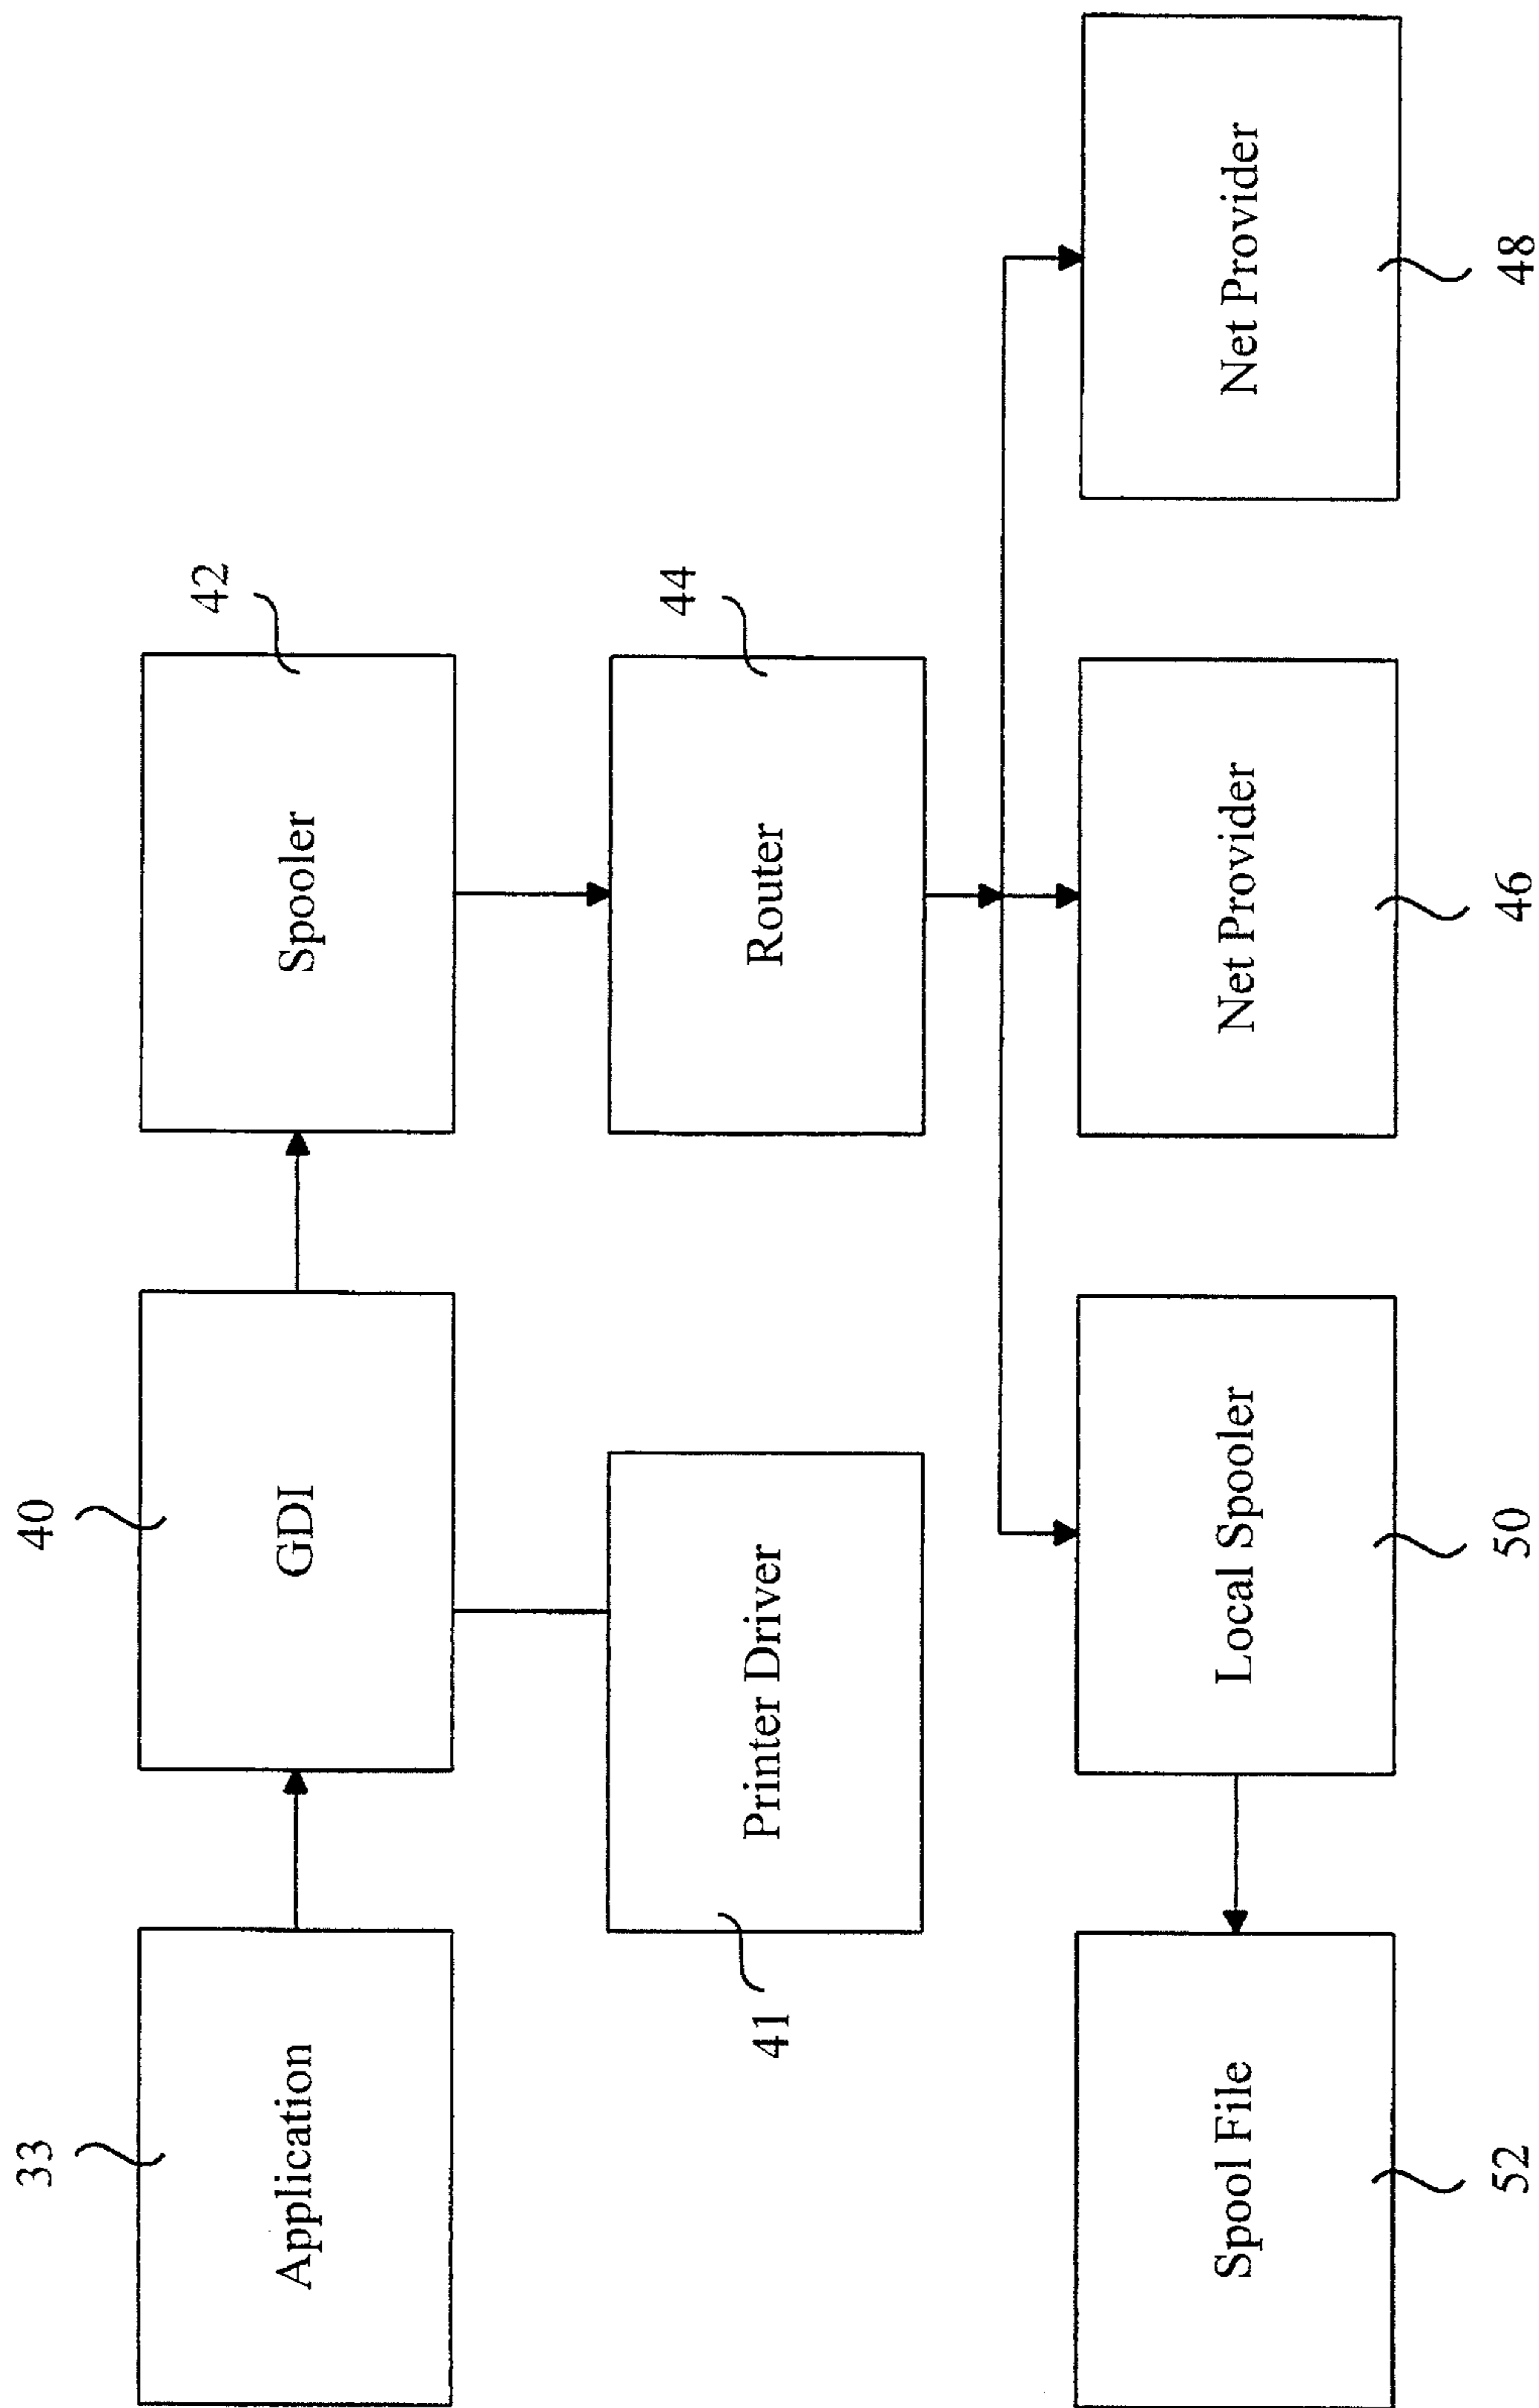 33
Application
40
GDI
42
Spooler
41
Printer Driver
44
Router
Spool File
52
Local Spooler
50
Net Provider
46
Net Provider
48